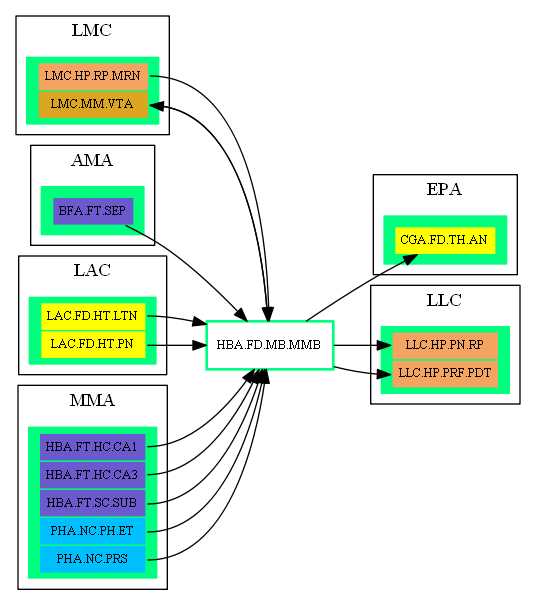 LMC
LMC.HP.RP.MRN
LMC.MM.VTA
AMA
BFA.FT.SEP
LAC
LAC.FD.HT.LTN
LAC.FD.HT.PN
MMA
HBA.FT.HC.CA1
HBA.FT.HC.CA3
HBA.FT.SC.SUB
PHA.NC.PH.ET
PHA.NC.PRS
HBA.FD.MB.MMB
EPA
CGA.FD.TH.AN
LLC
LLC.HP.PN.RP
LLC.HP.PRF.PDT